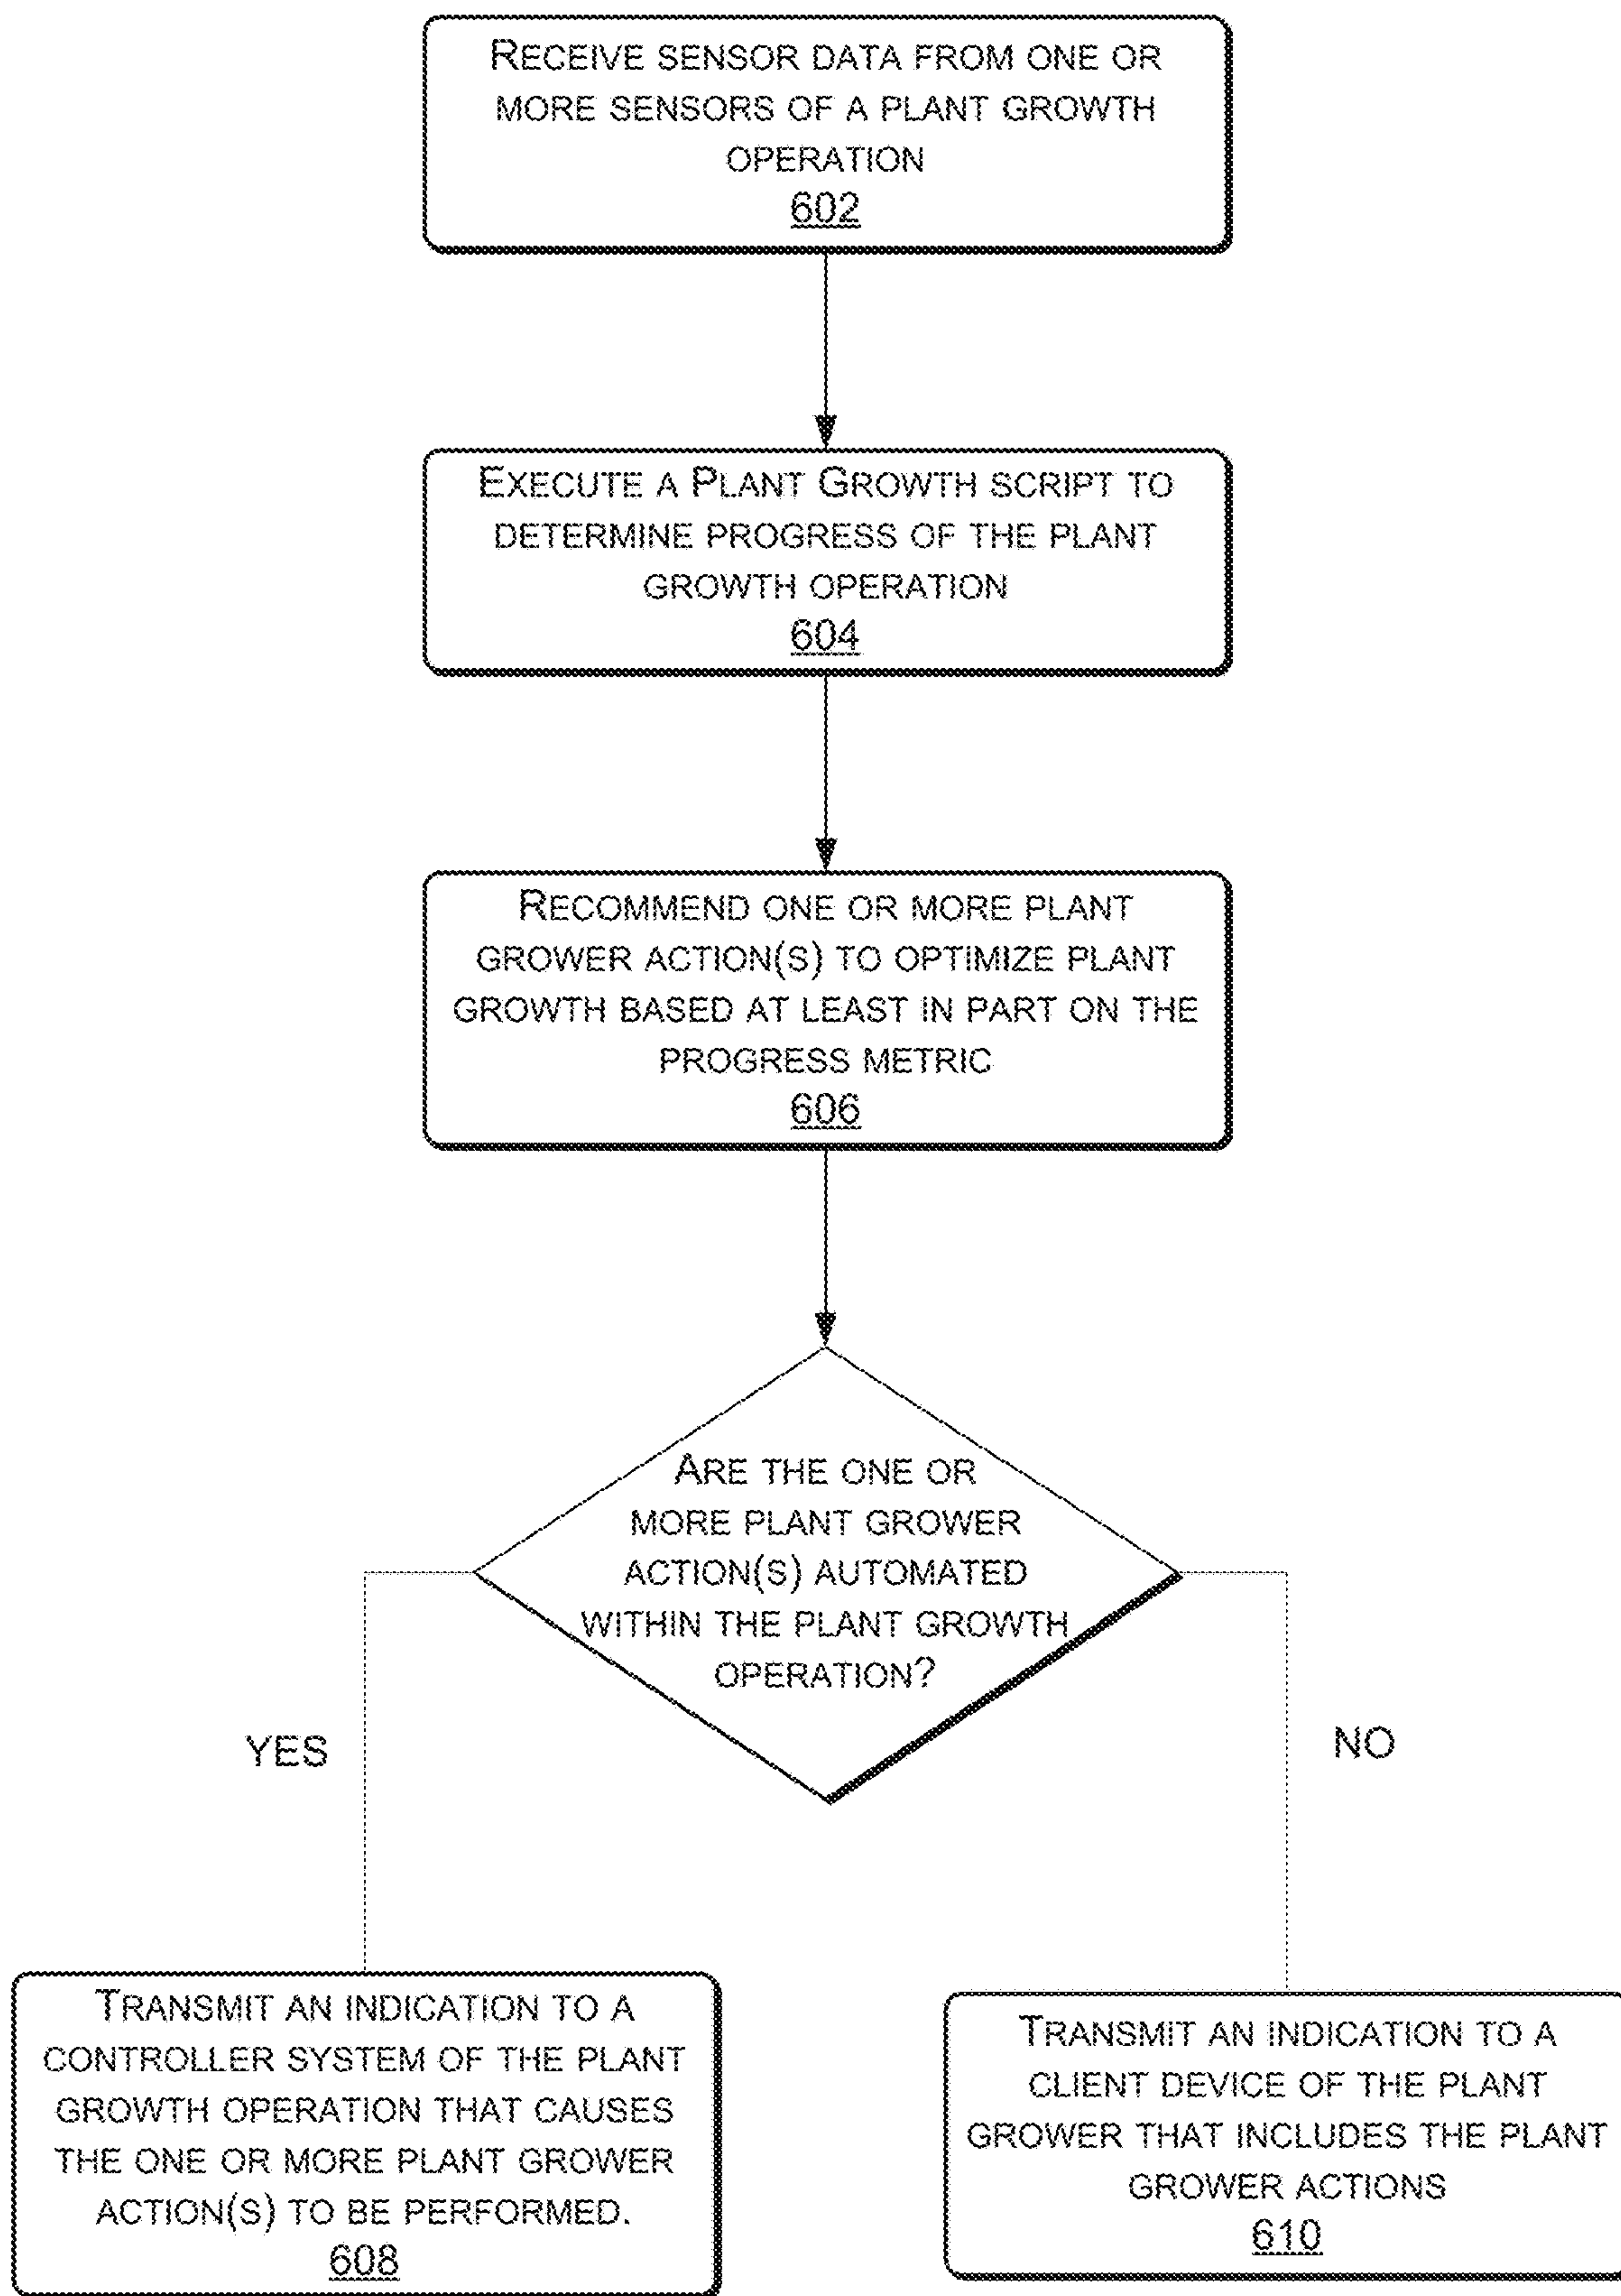 RECEIVE SENSOR DATA FROM ONE OR
MORE SENSORS OF A PLANT GROWTH
OPERATION
602
EXECUTE A PLANT GROWTH SCRIPT TO
DETERMINE PROGRESS OF THE PLANT
GROWTH OPERATION
604
RECOMMEND ONE OR MORE PLANT
GROWER ACTION(S) TO OPTIMIZE PLANT
GROWTH BASED AT LEAST IN PART ON THE
PROGRESS METRIC
606
ARE THE ONE OR
MORE PLANT GROWER
ACTION(S) AUTOMATED
WITHIN THE PLANT GROWTH
OPERATION?
YES
NO
TRANSMIT AN INDICATION TO A
CONTROLLER SYSTEM OF THE PLANT
GROWTH OPERATION THAT CAUSES
THE ONE OR MORE PLANT GROWER
ACTION(S) TO BE PERFORMED.
608
TRANSMIT AN INDICATION TO A
CLIENT DEVICE OF THE PLANT
GROWER THAT INCLUDES THE PLANT
GROWER ACTIONS
610